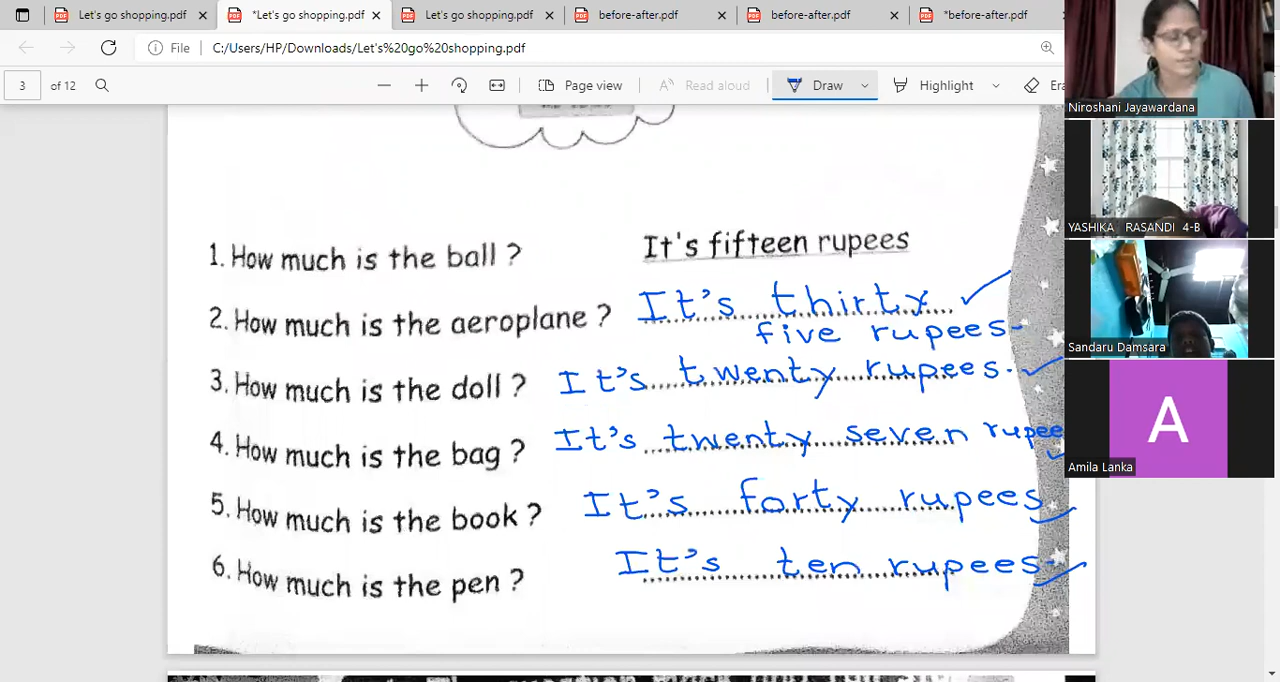 Let's go shopping.pdf
*Let's go shopping.pdf
Let's go shopping.pdf
before-after.pdf
before-after.pdf
*before-after.pdf
File
C:/Users/HP/Downloads/Let's%20go%20shopping.pdf
3 of 12
Page view
Read aloud
Draw
Highlight
Niroshani Jayawardana
YASHIKA RASANDI 4-B
Sandaru Damsara
A
Amila Lanka
1. How much is the ball ? It's fifteen rupees
2. How much is the aeroplane ? It's thirty
five rupees.
3. How much is the doll ? It's twenty rupees.
4. How much is the bag ? It's twenty seven rupee
5. How much is the book ? It's forty rupees
6. How much is the pen ? It's ten rupees.